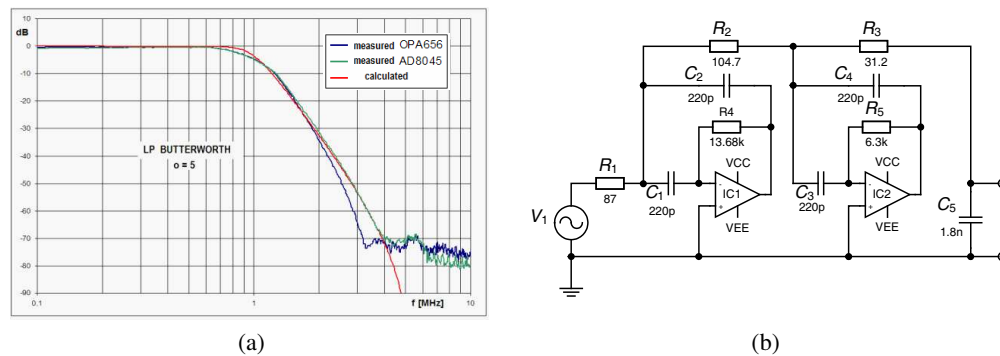 10
dB
0
-10
-20
-30
-40
-50
-60
-70
-80
-90
measured OPA656
measured AD8045
calculated
LP BUTTERWORTH
o = 5
0.1
1
f [MHz]
10
(a)
R2
104.7
R3
31.2
C2
220p
C4
220p
R4
13.68k
R5
6.3k
R1
87
C1
220p
VCC
-
IC1
+
VEE
C3
220p
VCC
-
IC2
+
VEE
V1
C5
1.8n
(b)